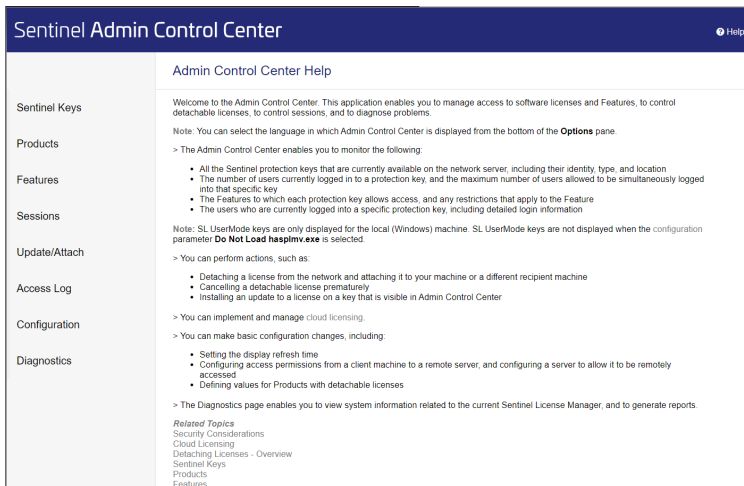 Sentinel Admin Control Center
Help
Admin Control Center Help
Sentinel Keys
Products
Features
Sessions
Update/Attach
Access Log
Configuration
Diagnostics
Welcome to the Admin Control Center. This application enables you to manage access to software licenses and Features, to control
detachable licenses, to control sessions, and to diagnose problems.
Note: You can select the language in which Admin Control Center is displayed from the bottom of the Options pane.
> The Admin Control Center enables you to monitor the following:
• All the Sentinel protection keys that are currently available on the network server, including their identity, type, and location
• The number of users currently logged in to a protection key, and the maximum number of users allowed to be simultaneously logged
into that specific key
• The Features to which each protection key allows access, and any restrictions that apply to the Feature
• The users who are currently logged into a specific protection key, including detailed login information
Note: SL UserMode keys are only displayed for the local (Windows) machine. SL UserMode keys are not displayed when the configuration
parameter Do Not Load hasplmv.exe is selected.
> You can perform actions, such as:
• Detaching a license from the network and attaching it to your machine or a different recipient machine
• Cancelling a detachable license prematurely
• Installing an update to a license on a key that is visible in Admin Control Center
> You can implement and manage cloud licensing.
> You can make basic configuration changes, including:
• Setting the display refresh time
• Configuring access permissions from a client machine to a remote server, and configuring a server to allow it to be remotely
accessed
• Defining values for Products with detachable licenses
> The Diagnostics page enables you to view system information related to the current Sentinel License Manager, and to generate reports.
Related Topics
Security Considerations
Cloud Licensing
Detaching Licenses - Overview
Sentinel Keys
Products
Features